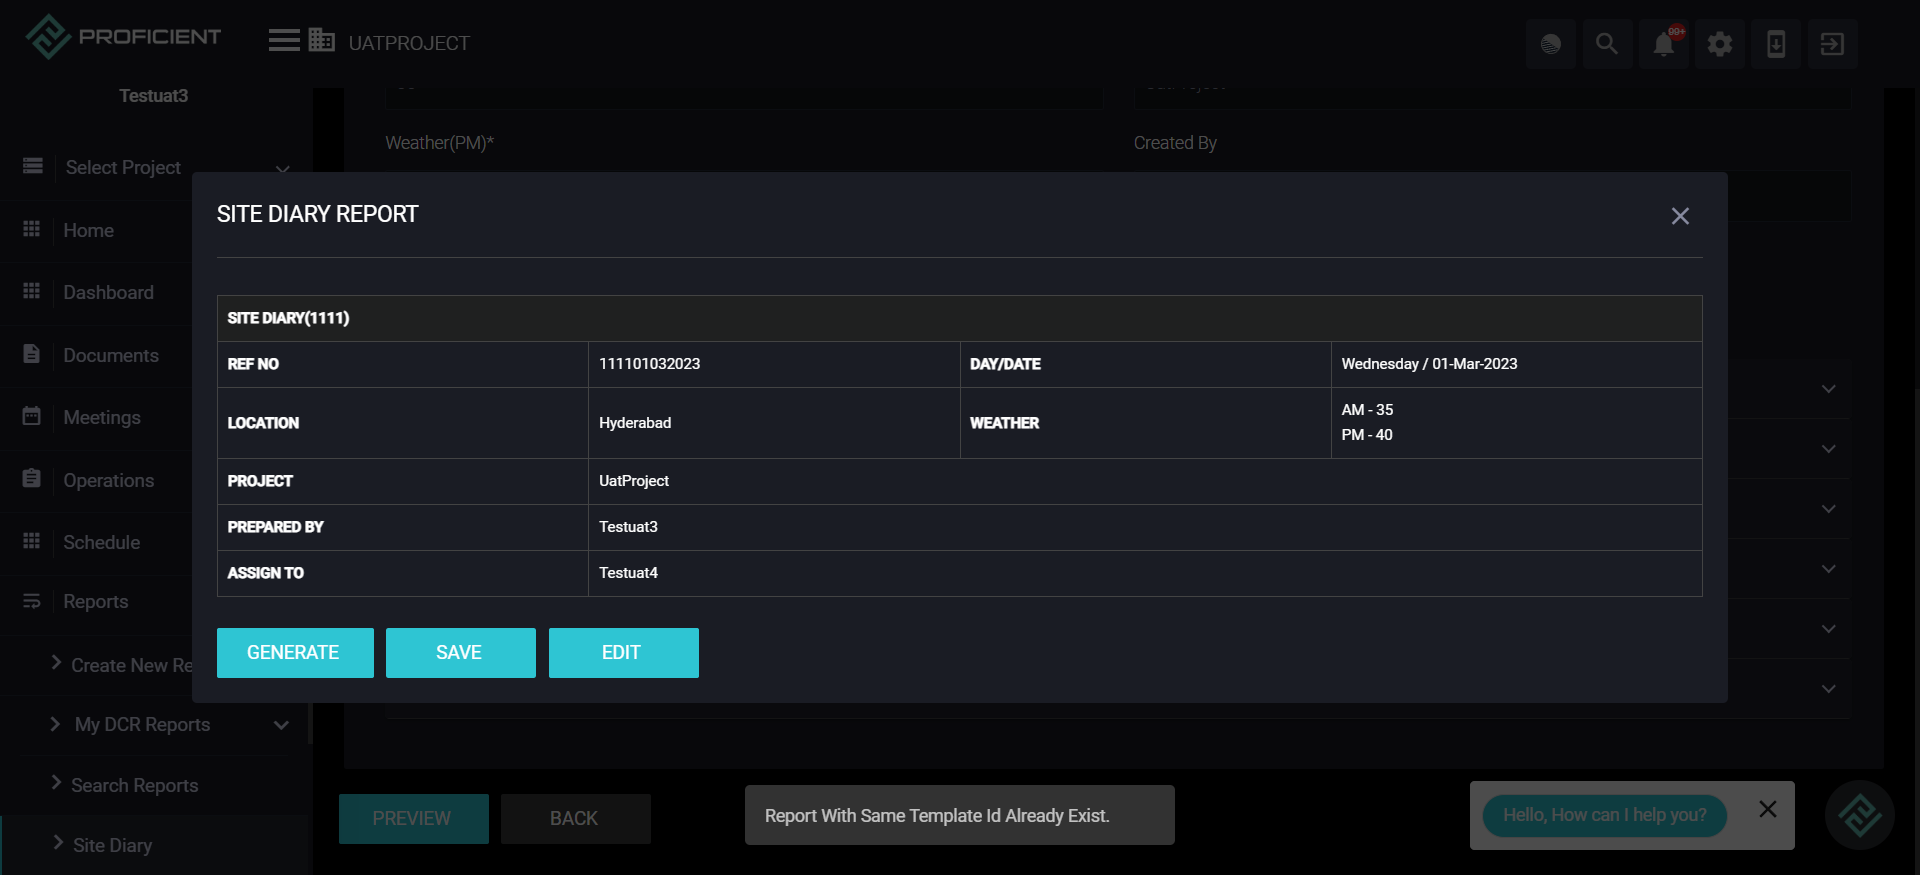 PROFICIENT
UATPROJECT
99+
Testuat3
Weather(PM)*
Created By
Select Project
Home
Dashboard
Documents
Meetings
Operations
Schedule
Reports
Create New Re
My DCR Reports
Search Reports
Site Diary
SITE DIARY REPORT
SITE DIARY(1111)
REF NO 111101032023 DAY/DATE Wednesday / 01-Mar-2023
LOCATION Hyderabad WEATHER AM - 35
PM - 40
PROJECT UatProject
PREPARED BY Testuat3
ASSIGN TO Testuat4
GENERATE SAVE EDIT
PREVIEW BACK
Report With Same Template Id Already Exist.
Hello, How can I help you?